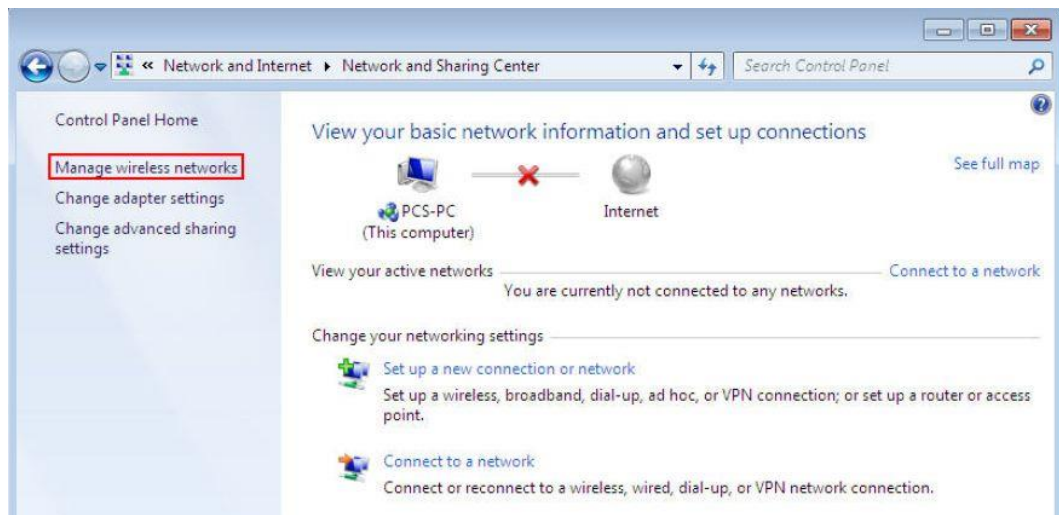 « Network and Internet ▸ Network and Sharing Center
Search Control Panel
Control Panel Home
Manage wireless networks
Change adapter settings
Change advanced sharing
settings
View your basic network information and set up connections
See full map
PCS-PC
(This computer)
Internet
View your active networks
Connect to a network
You are currently not connected to any networks.
Change your networking settings
Set up a new connection or network
Set up a wireless, broadband, dial-up, ad hoc, or VPN connection; or set up a router or access
point.
Connect to a network
Connect or reconnect to a wireless, wired, dial-up, or VPN network connection.